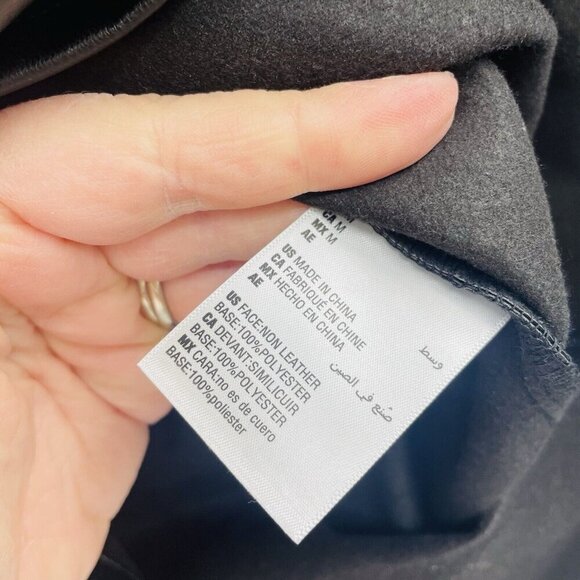 CA M
MX M
AE
وسط
US MADE IN CHINA
CA FABRIQUÉ EN CHINE
MX HECHO EN CHINA
AE
صنع في الصين
US FACE:NON LEATHER
BASE:100%POLYESTER
CA DEVANT:SIMILICUIR
BASE:100%POLYESTER
MX CARA:no es de cuero
BASE:100%poliester